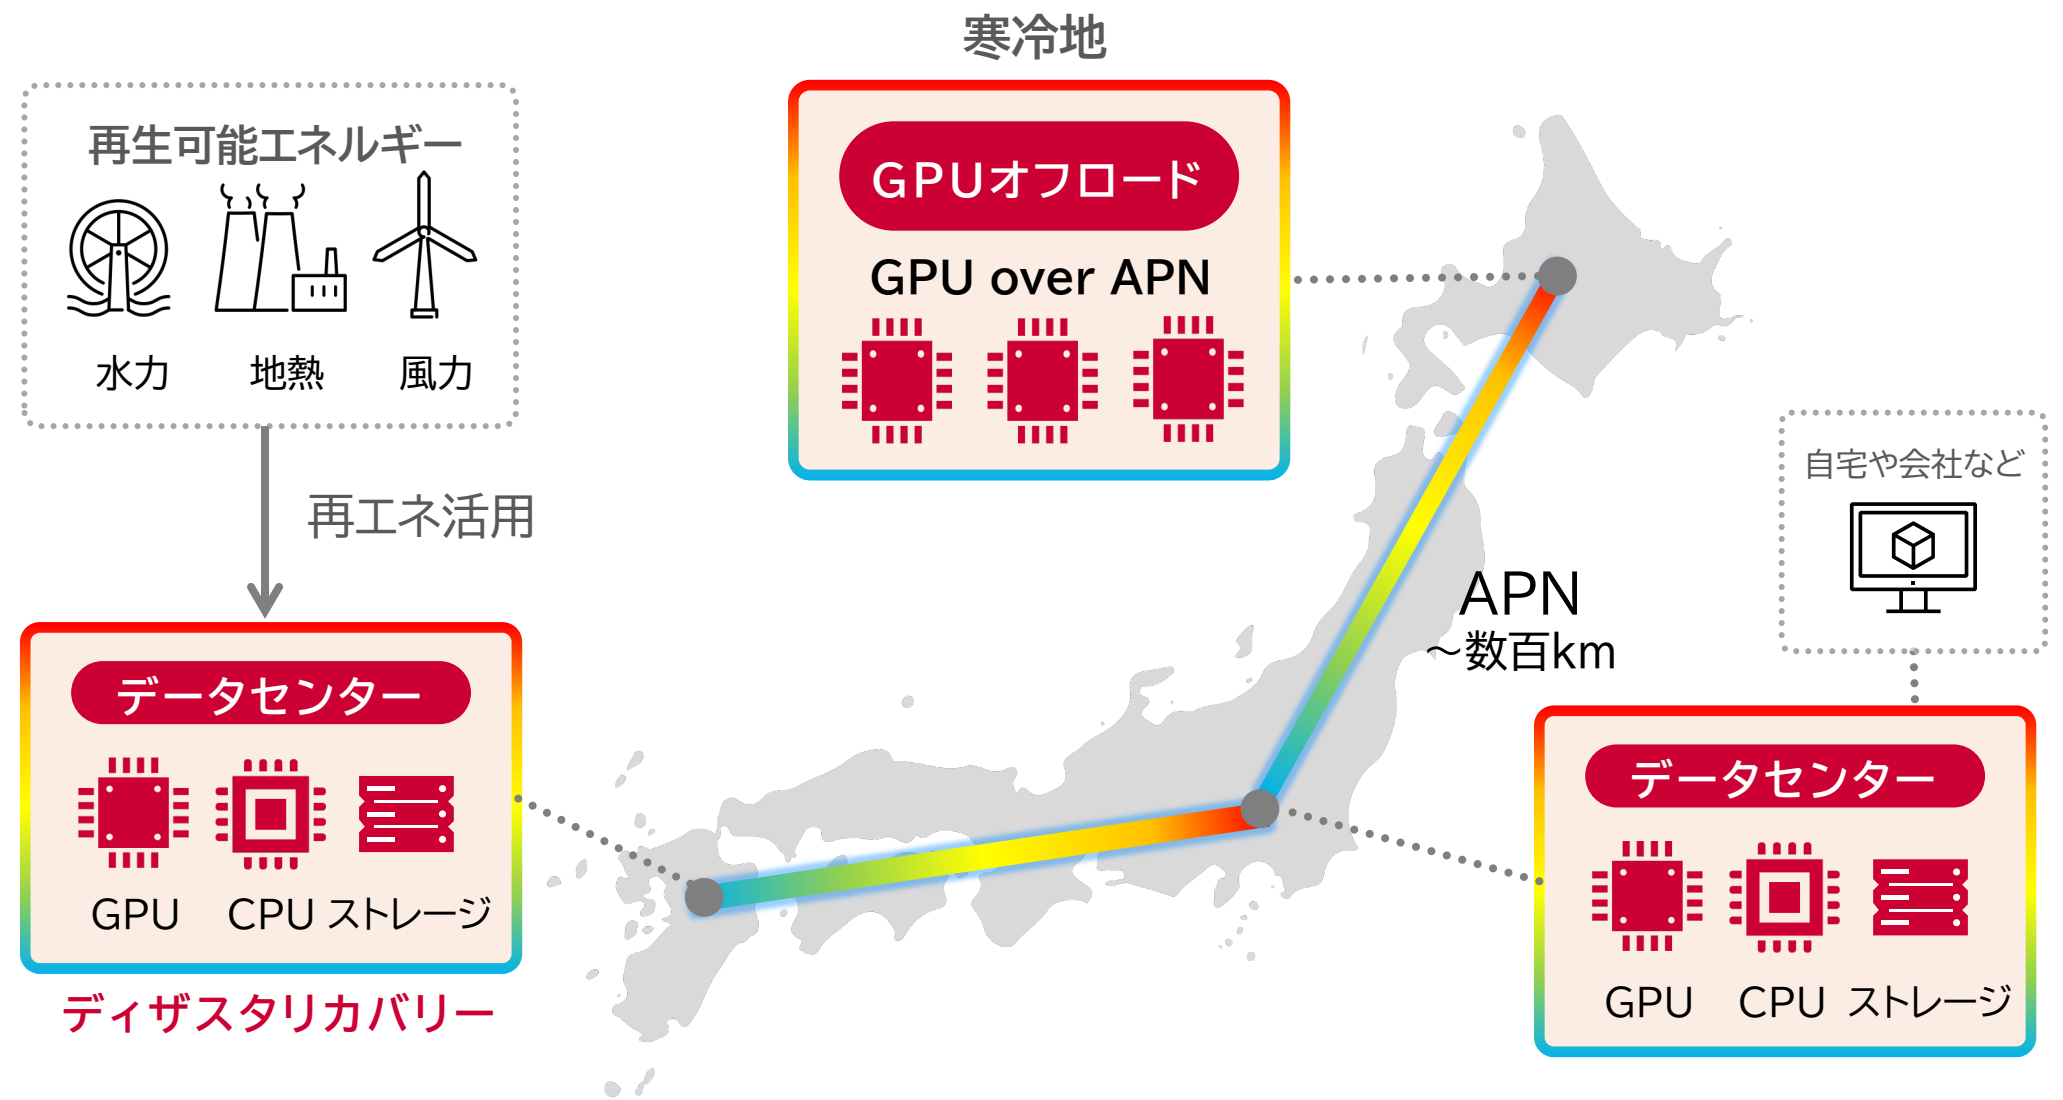 寒冷地
再生可能エネルギー
水力 地熱 風力
再エネ活用
データセンター
GPU CPU ストレージ
ディザスタリカバリー
GPUオフロード
GPU over APN
APN
～数百km
自宅や会社など
データセンター
GPU CPU ストレージ